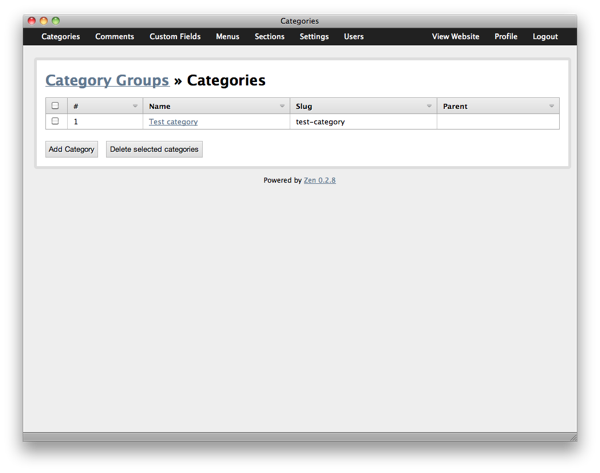 Categories
Categories Comments Custom Fields Menus Sections Settings Users View Website Profile Logout
Category Groups » Categories
# Name Slug Parent
1 Test category test-category
Add Category Delete selected categories
Powered by Zen 0.2.8